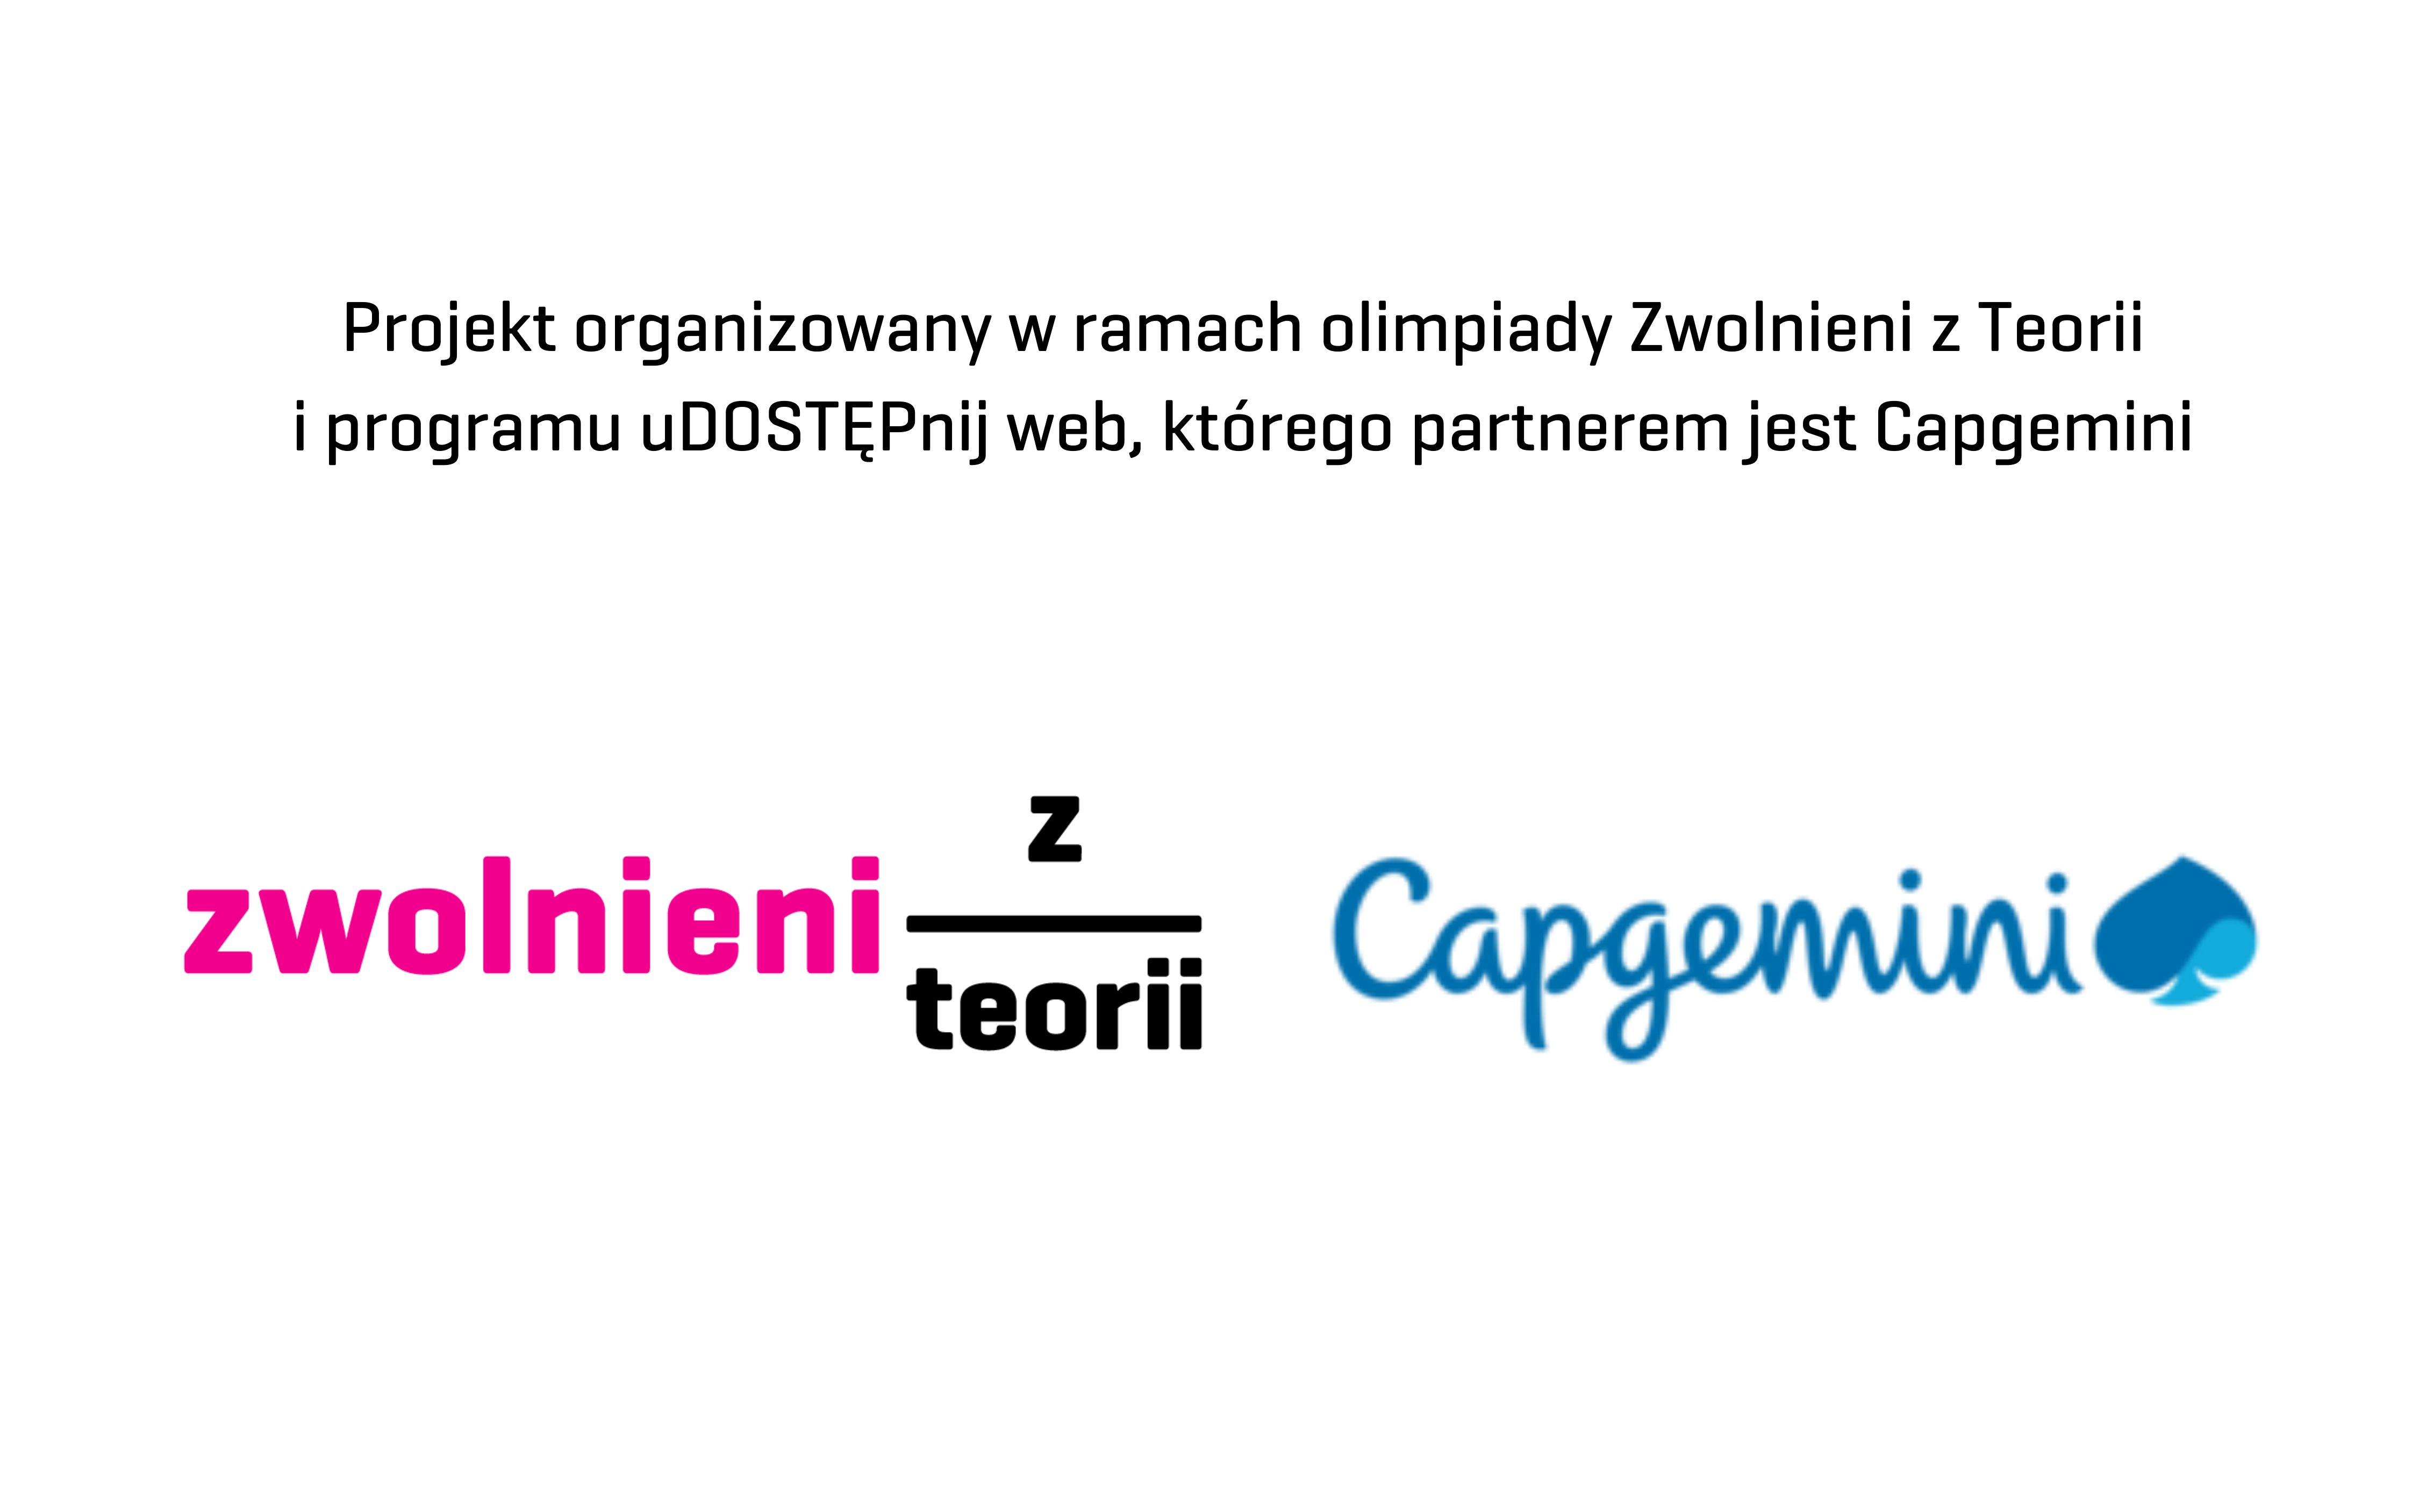 Projekt organizowany w ramach olimpiady Zwolnieni z Teorii
i programu uDOSTĘPnij web, którego partnerem jest Capgemini
zwolnieni
z
teorii
Capgemini